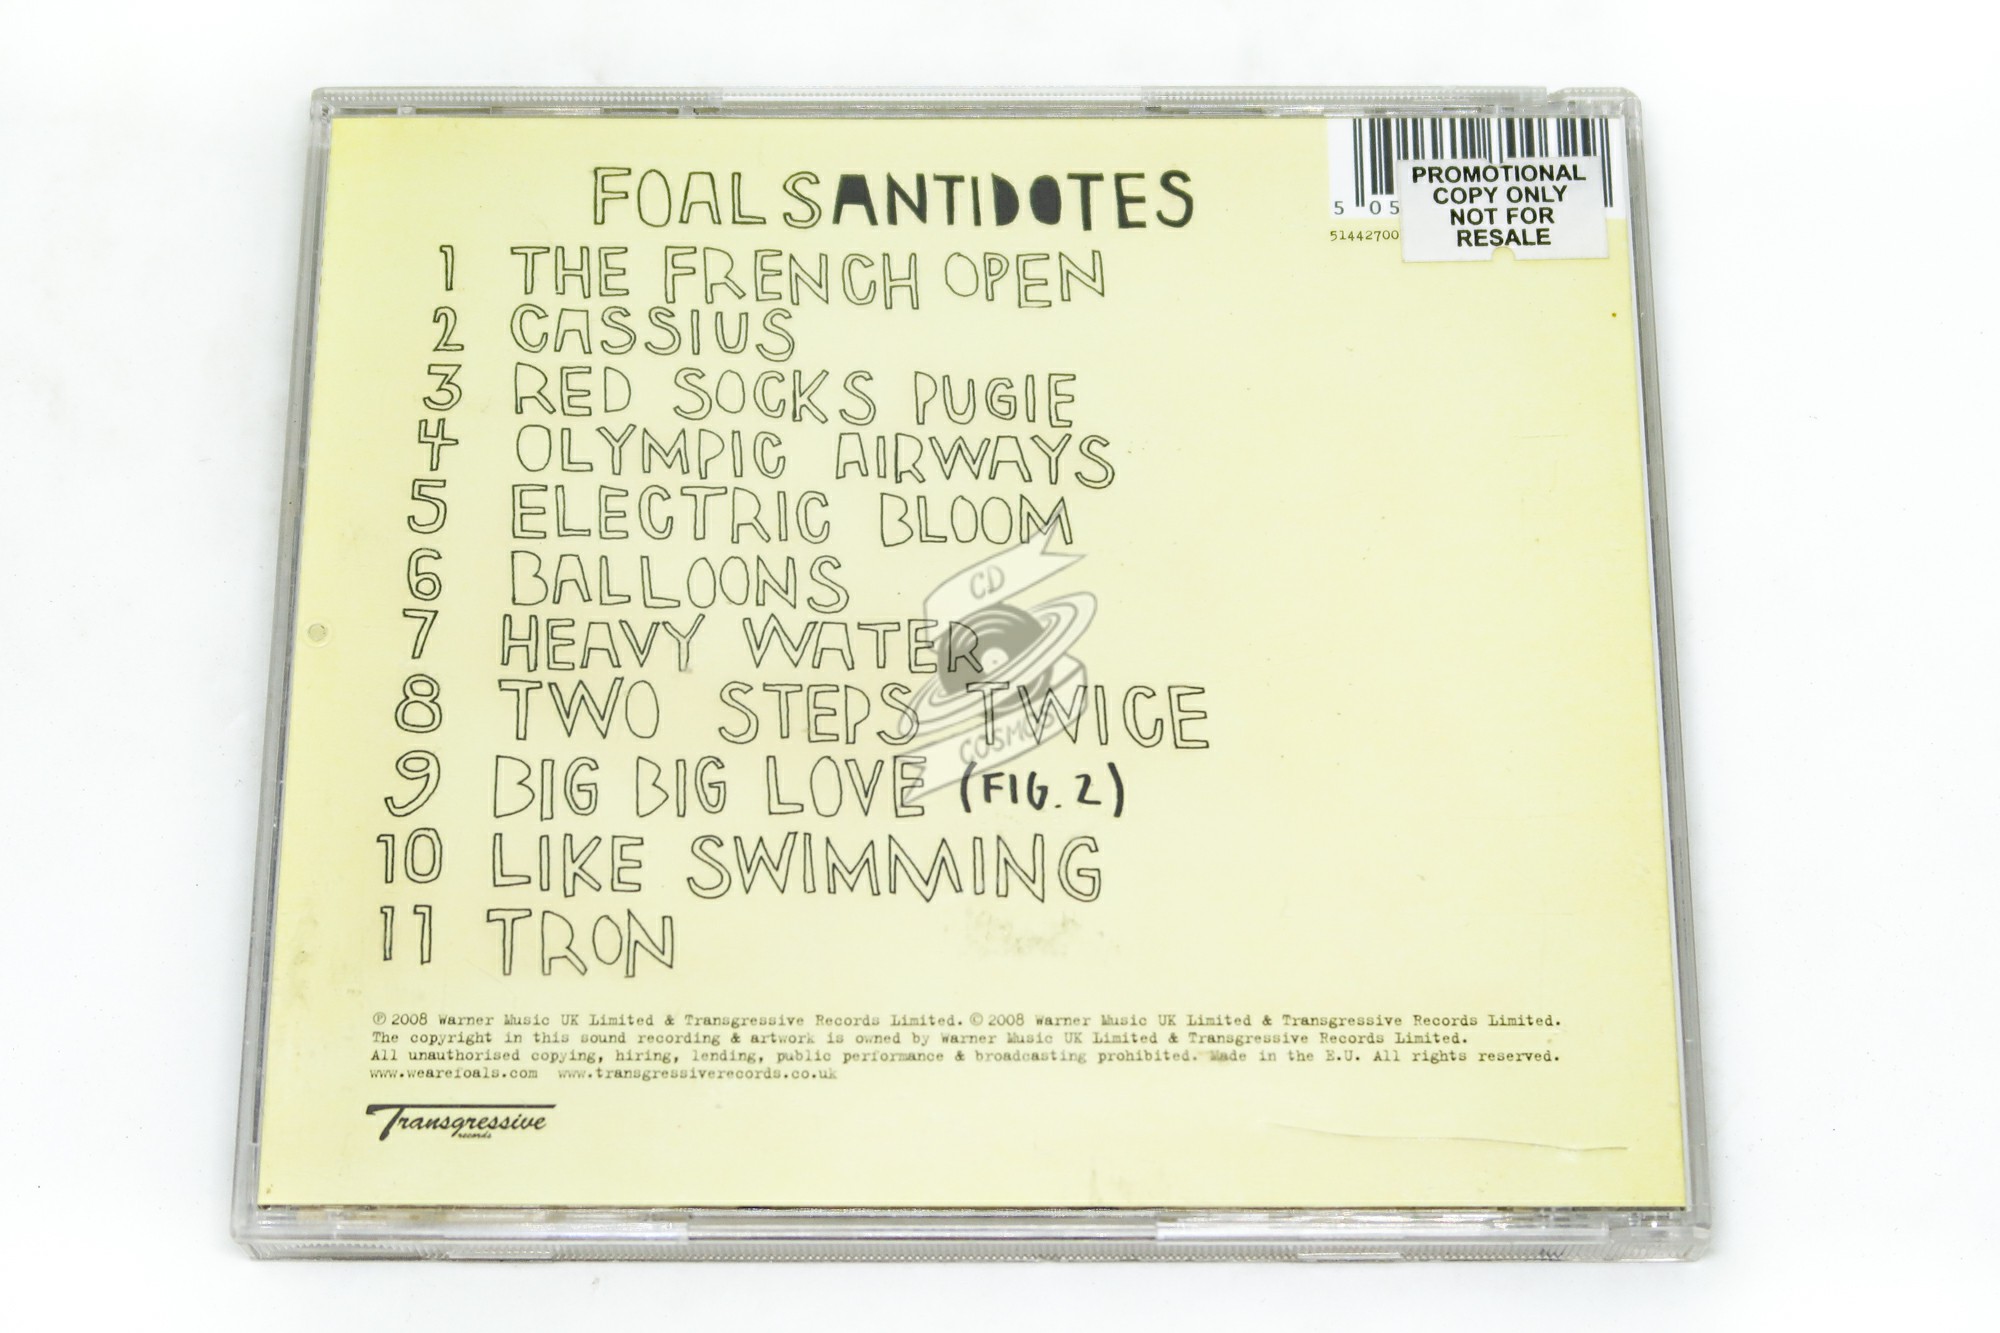 FOALS ANTIDOTES
1 THE FRENCH OPEN
2 CASSIUS
3 RED SOCKS PUGIE
4 OLYMPIC AIRWAYS
5 ELECTRIC BLOOM
6 BALLOONS
7 HEAVY WATER
8 TWO STEPS TWICE
9 BIG BIG LOVE (FIG. 2)
10 LIKE SWIMMING
11 TRON
℗ 2008 Warner Music UK Limited & Transgressive Records Limited. © 2008 Warner Music UK Limited & Transgressive Records Limited.
The copyright in this sound recording & artwork is owned by Warner Music UK Limited & Transgressive Records Limited.
All unauthorised copying, hiring, lending, public performance & broadcasting prohibited. Made in the E.U. All rights reserved.
www.wearefoals.com www.transgressiverecords.co.uk
Transgressive
records
5 05
51442700
PROMOTIONAL
COPY ONLY
NOT FOR
RESALE
CD
COSMOS